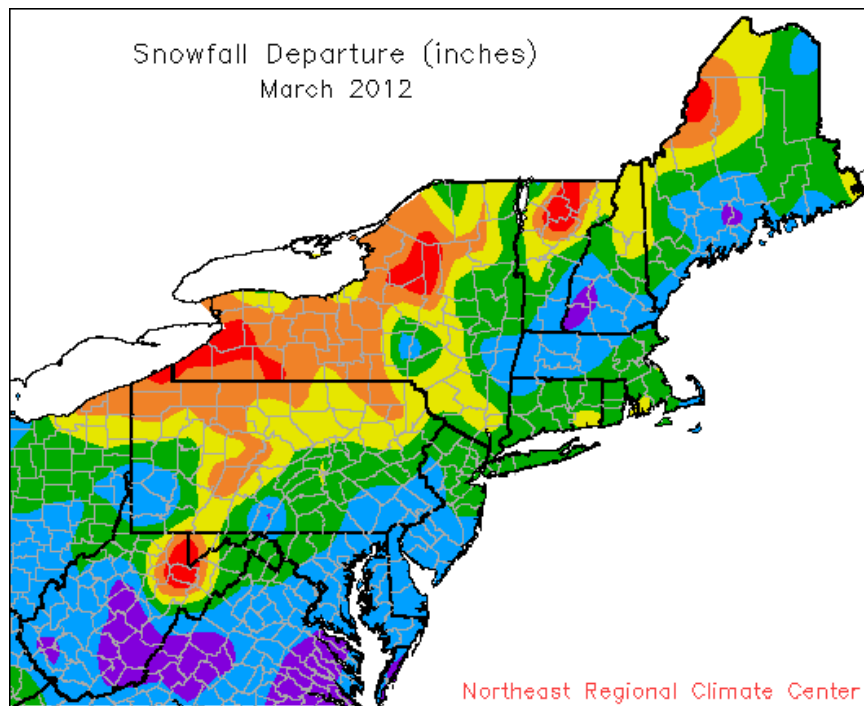 Snowfall Departure (inches)
March 2012
Northeast Regional Climate Center